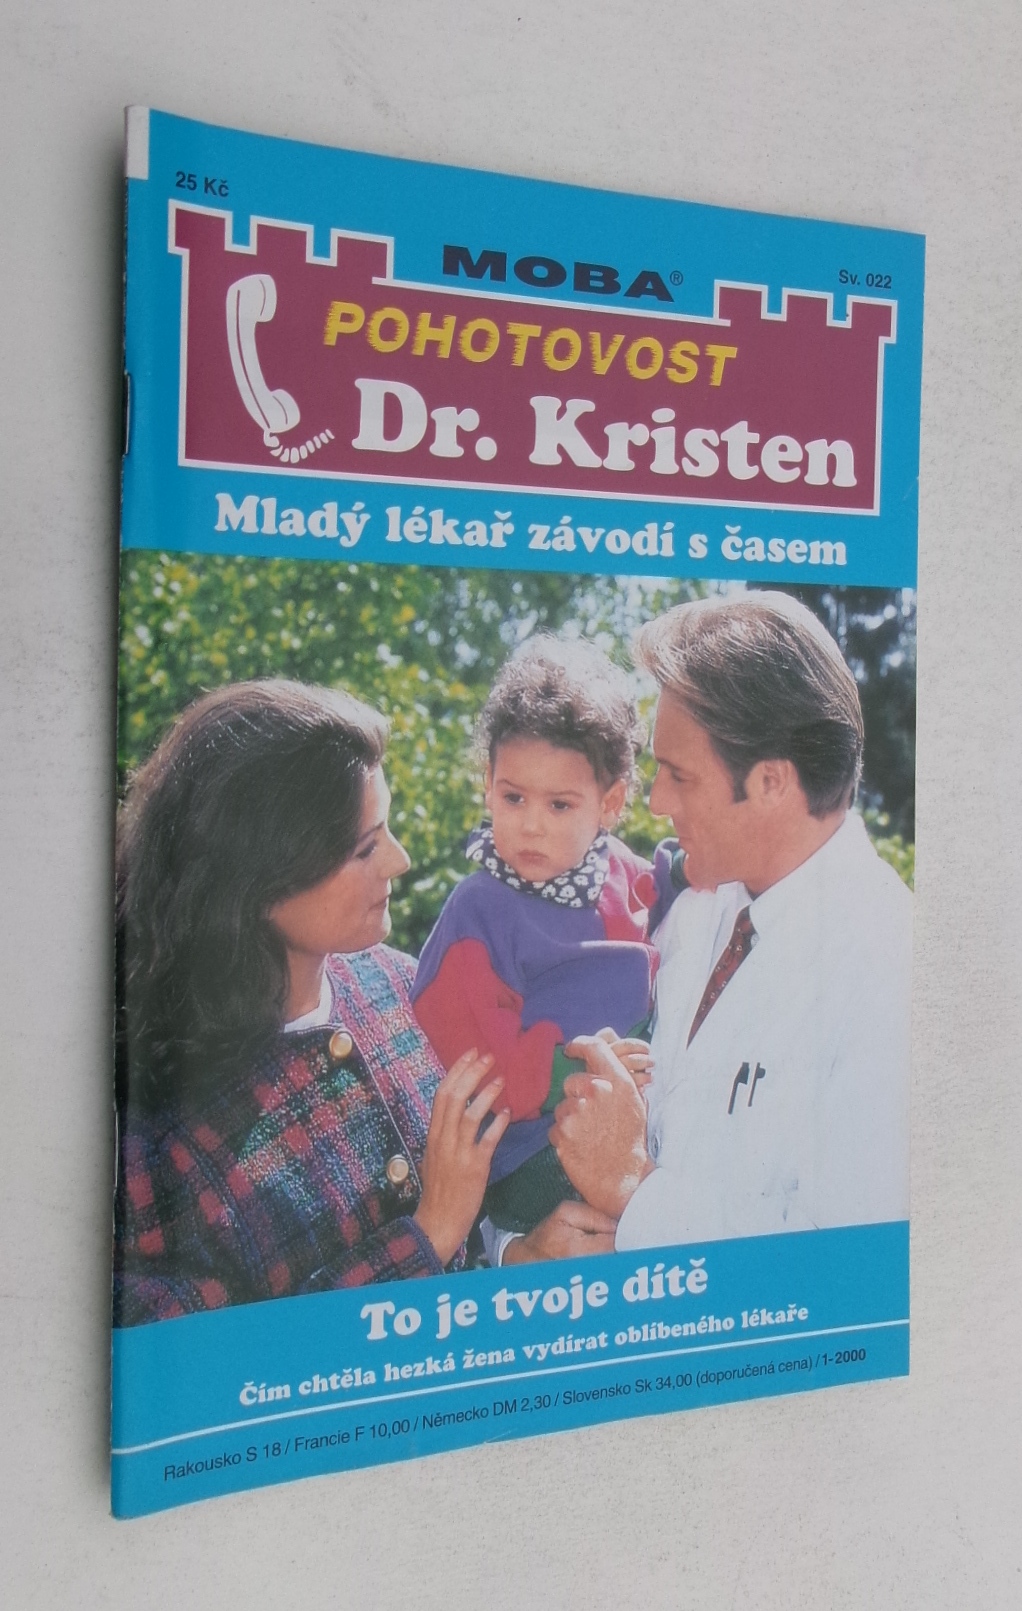 25 Kč
MOBA®
Sv. 022
POHOTOVOST
Dr. Kristen
Mladý lékař závodí s časem
To je tvoje dítě
Čím chtěla hezká žena vydírat oblíbeného lékaře
Rakousko S 18 / Francie F 10,00 / Německo DM 2,30 / Slovensko Sk 34,00 (doporučená cena) / 1-2000